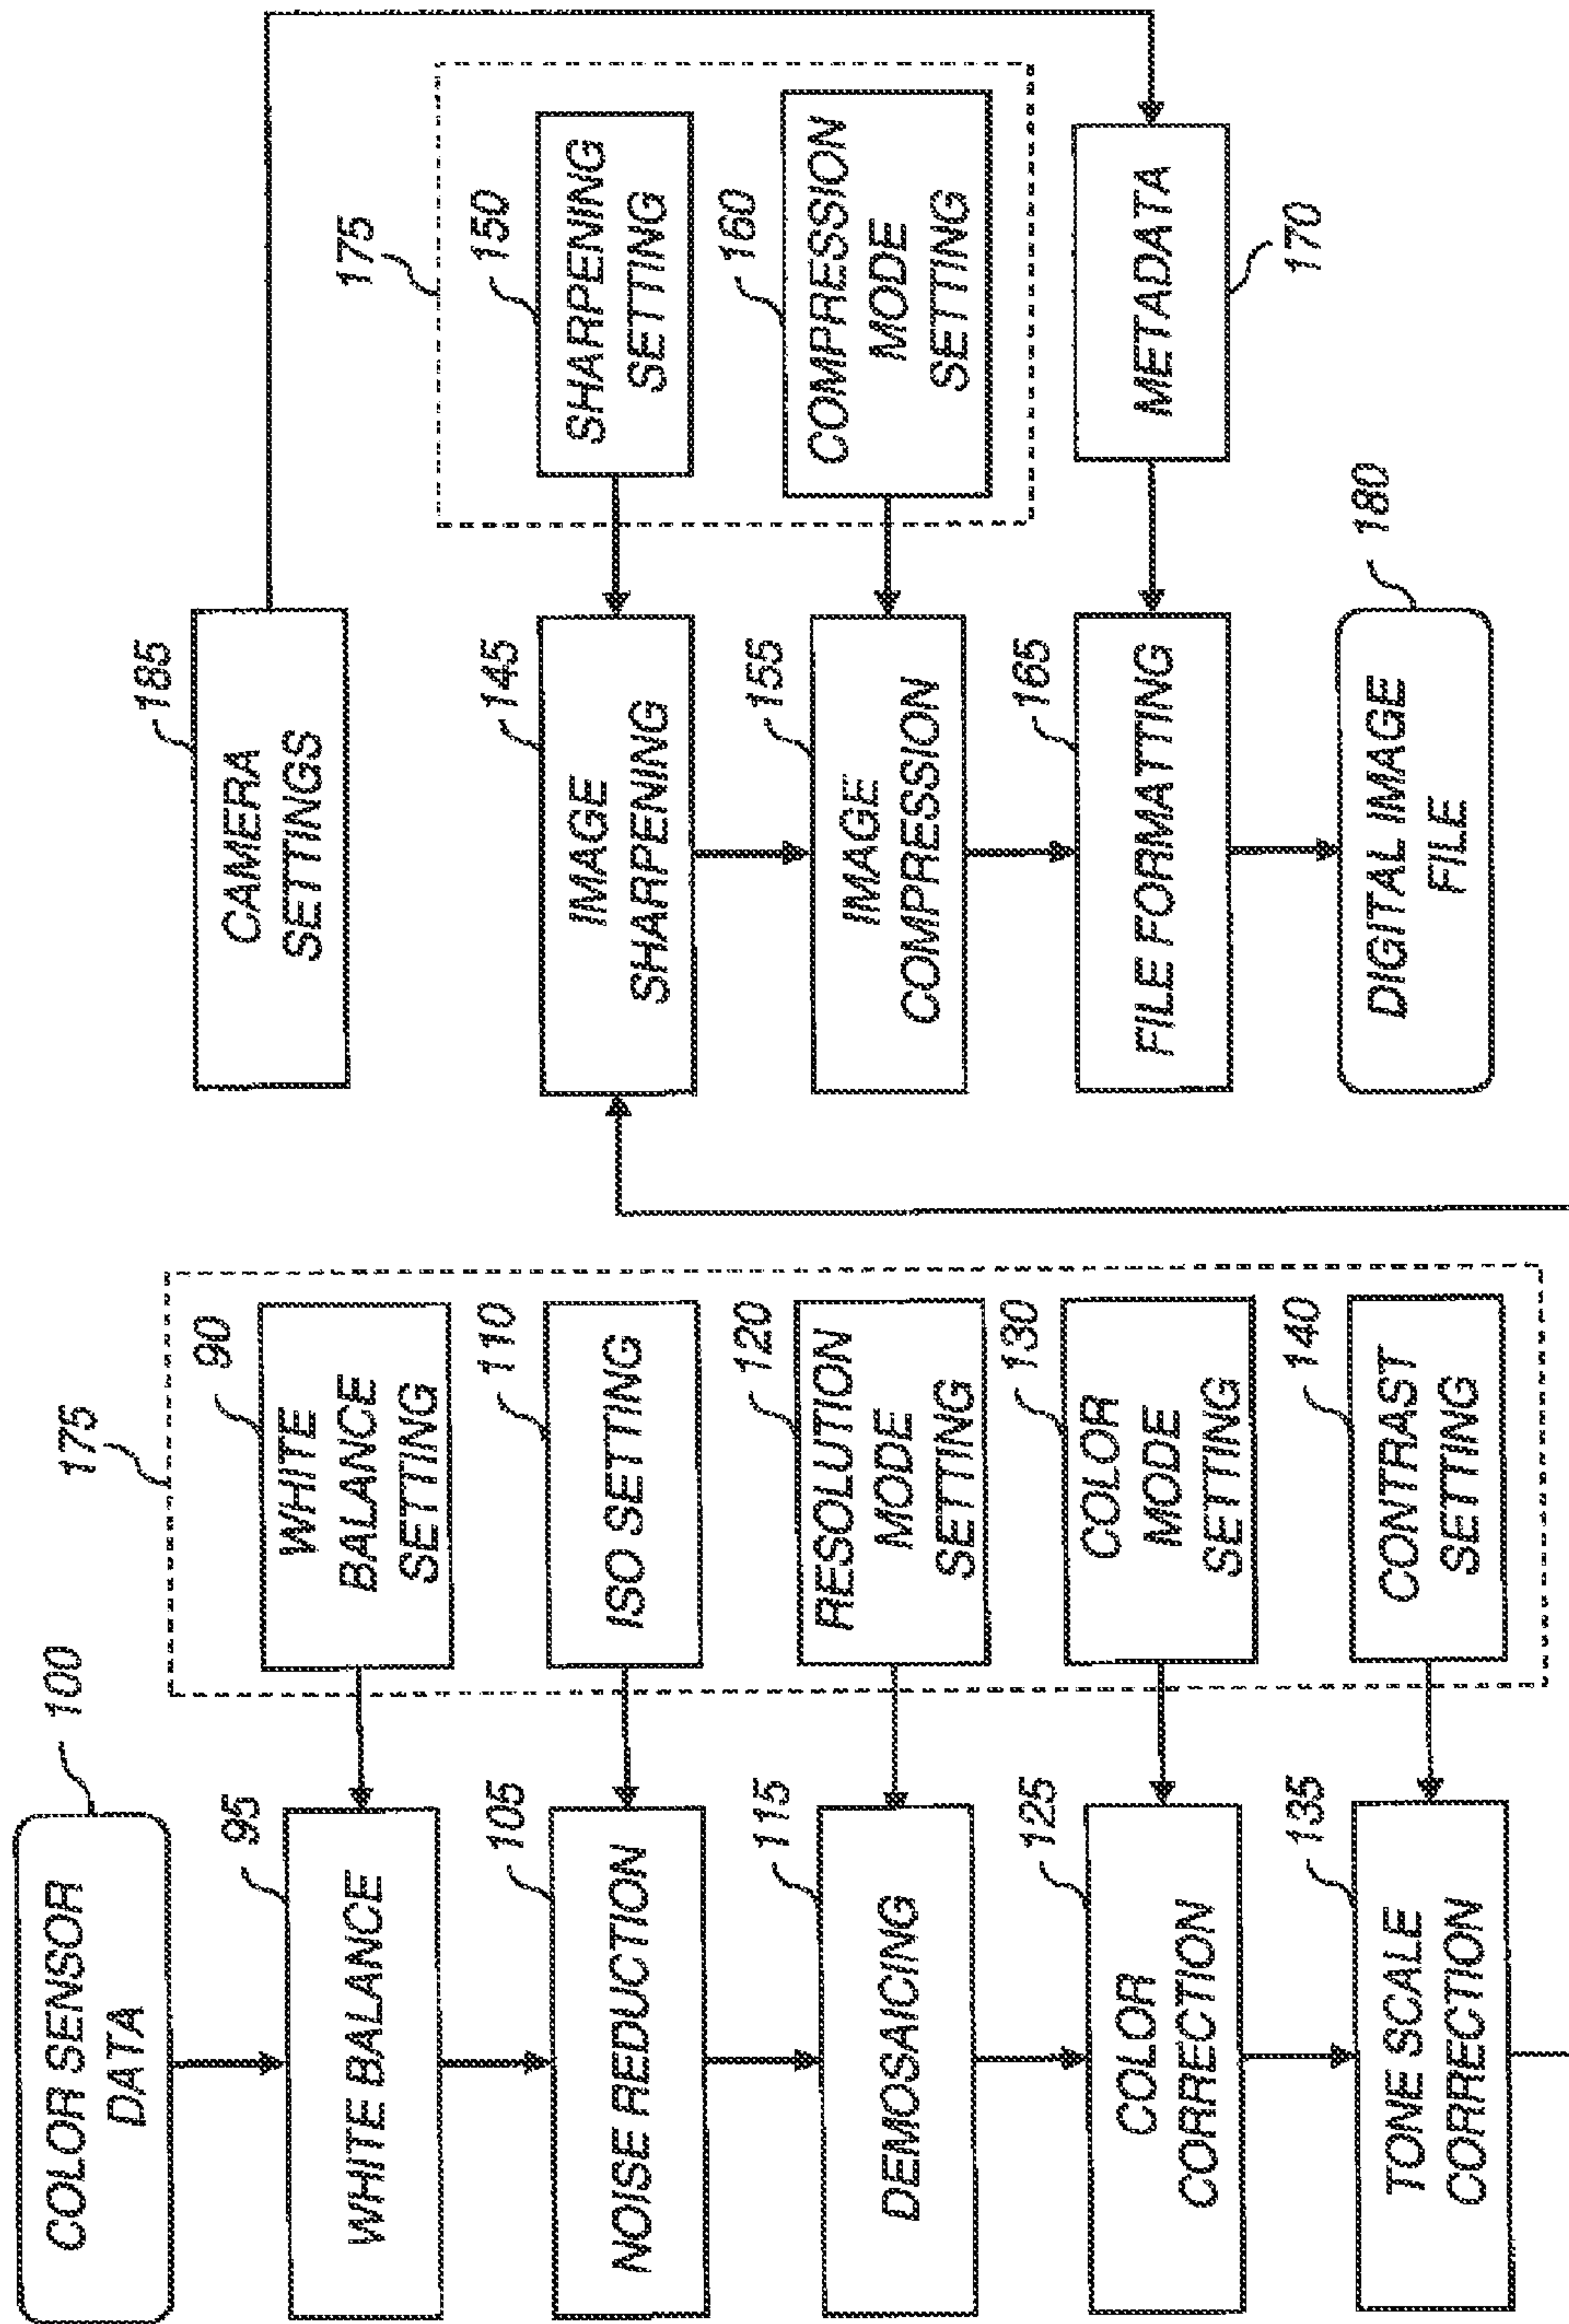 COLOR SENSOR
DATA
100
175
WHITE BALANCE
95
WHITE
BALANCE
SETTING
90
NOISE REDUCTION
105
ISO SETTING
110
DEMOSAICING
115
RESOLUTION
MODE
SETTING
120
COLOR
CORRECTION
125
COLOR
MODE
SETTING
130
TONE SCALE
CORRECTION
135
CONTRAST
SETTING
140
CAMERA
SETTINGS
185
175
IMAGE
SHARPENING
145
SHARPENING
SETTING
150
IMAGE
COMPRESSION
155
COMPRESSION
MODE
SETTING
160
FILE FORMATTING
165
METADATA
170
DIGITAL IMAGE
FILE
180